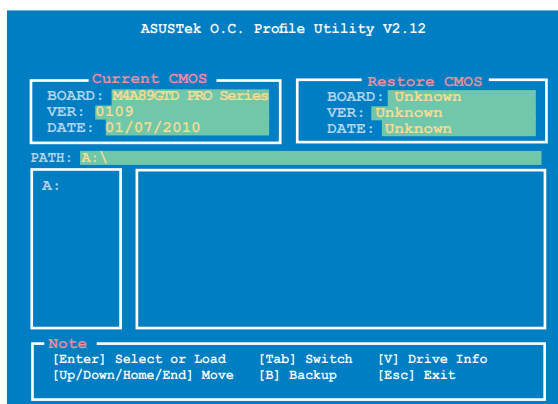 ASUSTek O.C. Profile Utility V2.12
Current CMOS
BOARD: M4A89GTD PRO Series
VER: 0109
DATE: 01/07/2010
Restore CMOS
BOARD: Unknown
VER: Unknown
DATE: Unknown
PATH: A:\
A:
Note
[Enter] Select or Load [Tab] Switch [V] Drive Info
[Up/Down/Home/End] Move [B] Backup [Esc] Exit